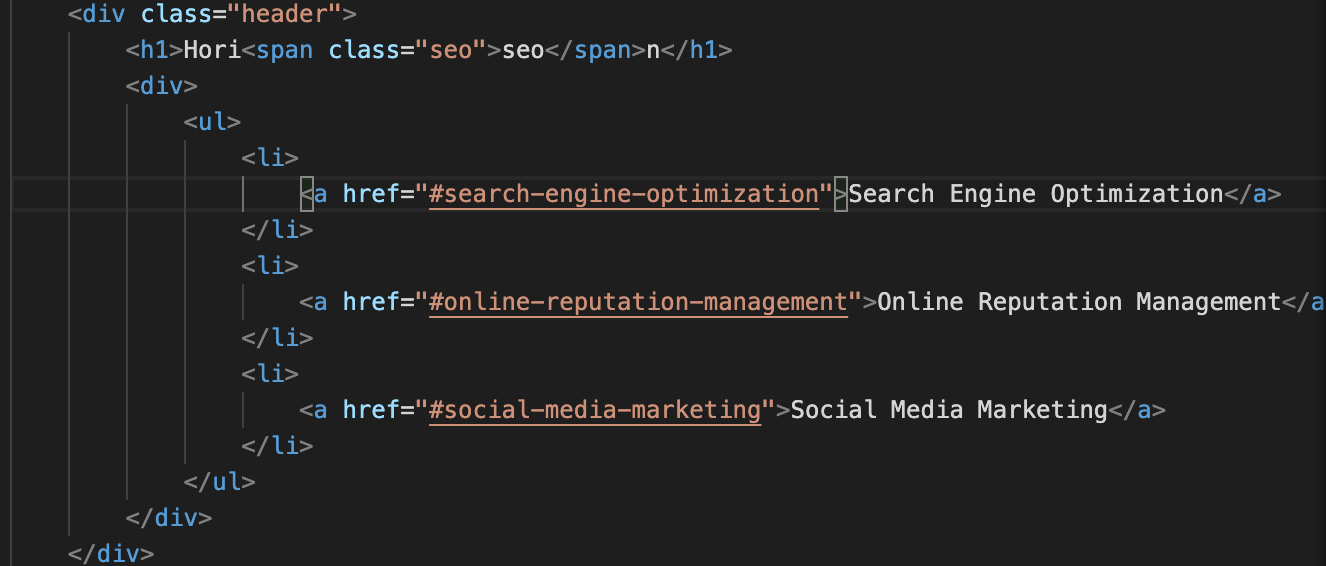 <div class="header">
<h1>Hori<span class="seo">seo</span>n</h1>
<div>
<ul>
<li>
<a href="#search-engine-optimization">Search Engine Optimization</a>
</li>
<li>
<a href="#online-reputation-management">Online Reputation Management</a
</li>
<li>
<a href="#social-media-marketing">Social Media Marketing</a>
</li>
</ul>
</div>
</div>